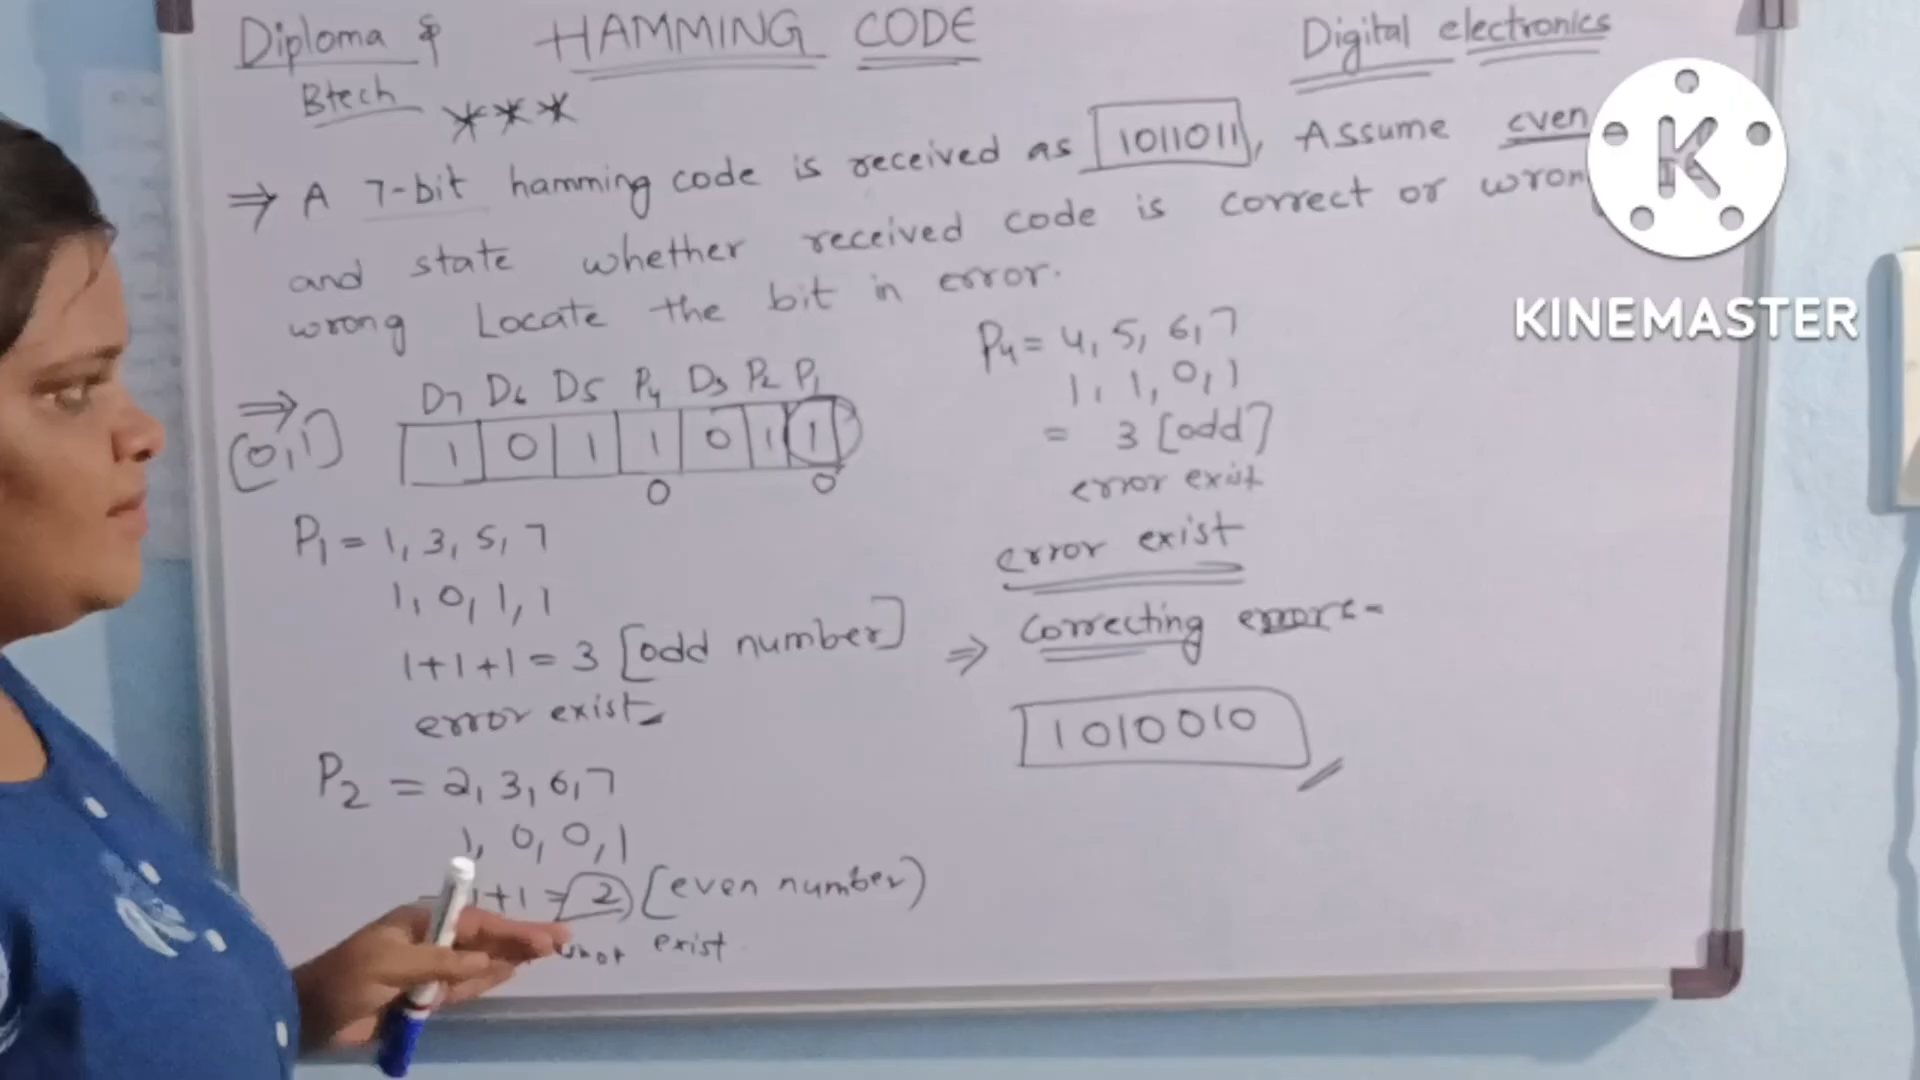 Diploma & HAMMING CODE Digital electronics
Btech ***
⇒ A 7-bit hamming code is received as 1011011, Assume even
and state whether received code is correct or wron
wrong Locate the bit in error.
⇒ D7 D6 D5 P4 D3 P2 P1
(0,1) 1 0 1 1 0 1 1
0 0
P1 = 1, 3, 5, 7
1, 0, 1, 1
1+1+1 = 3 [odd number]
error exist
P2 = 2, 3, 6, 7
1, 0, 0, 1
1+1 = 2 (even number)
not exist
P4 = 4, 5, 6, 7
1, 1, 0, 1
= 3 [odd]
error exist
error exist
⇒ Correcting error -
1010010
K
KINEMASTER